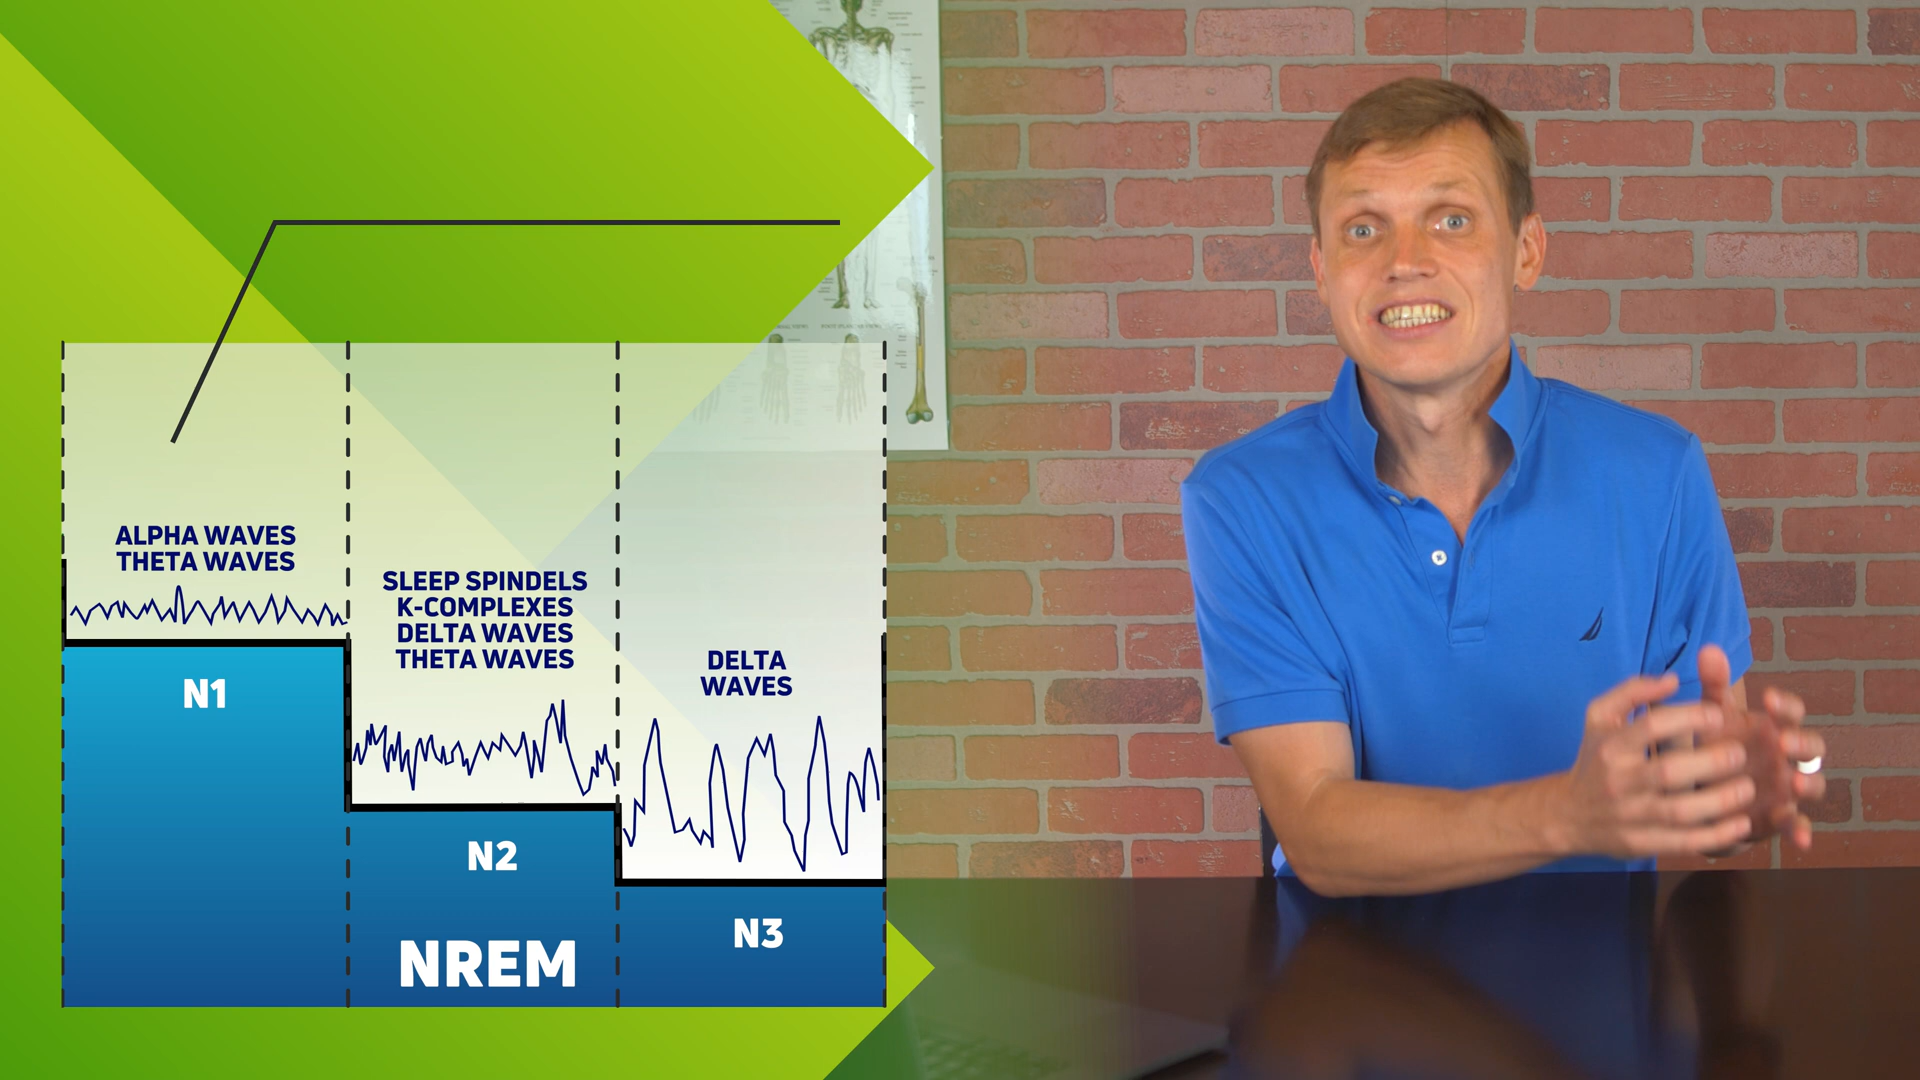 ALPHA WAVES
THETA WAVES
N1
SLEEP SPINDELS
K-COMPLEXES
DELTA WAVES
THETA WAVES
N2
DELTA
WAVES
N3
NREM